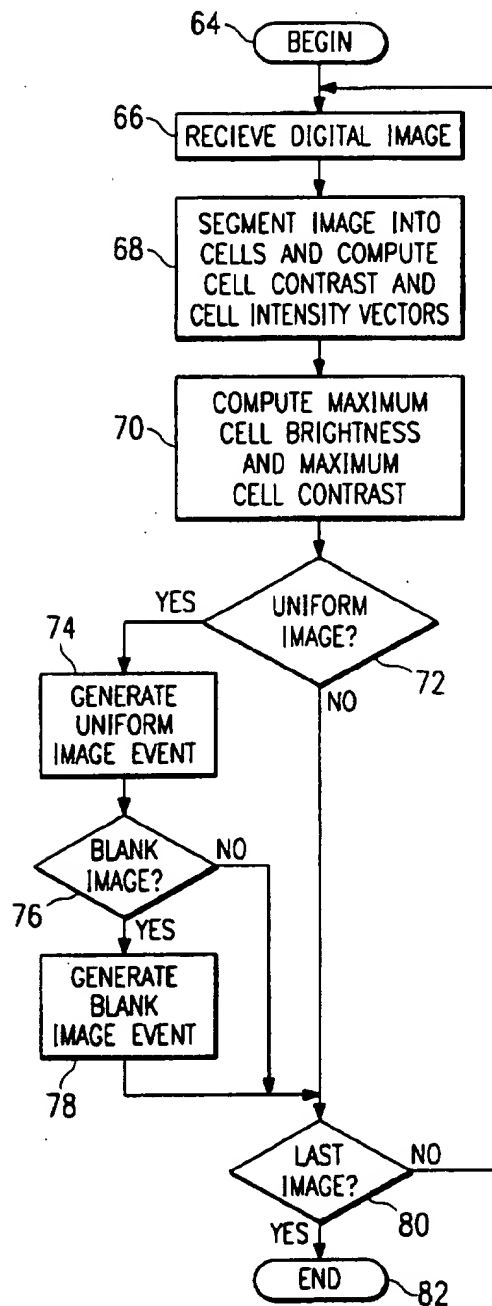 64
BEGIN
66
RECIEVE DIGITAL IMAGE
68
SEGMENT IMAGE INTO
CELLS AND COMPUTE
CELL CONTRAST AND
CELL INTENSITY VECTORS
70
COMPUTE MAXIMUM
CELL BRIGHTNESS
AND MAXIMUM
CELL CONTRAST
YES
UNIFORM
IMAGE?
72
NO
74
GENERATE
UNIFORM
IMAGE EVENT
BLANK
IMAGE?
NO
76
YES
GENERATE
BLANK
IMAGE EVENT
78
LAST
IMAGE?
NO
80
YES
END
82